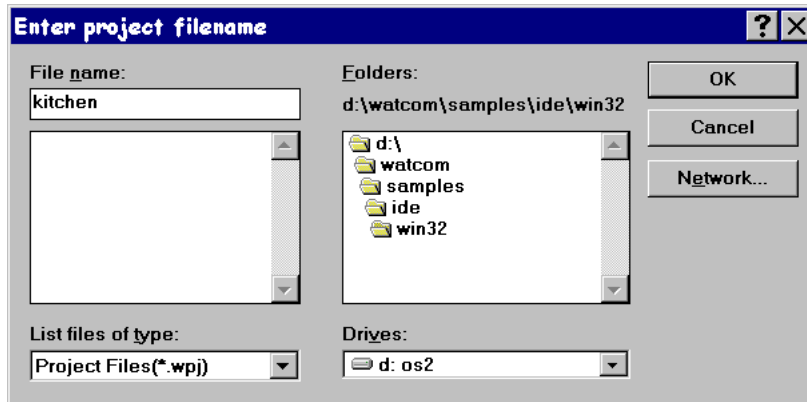 Enter project filename
File name:
kitchen
List files of type:
Project Files(*.wpj)
Folders:
d:\watcom\samples\ide\win32
d:\
watcom
samples
ide
win32
Drives:
d: os2
OK
Cancel
Network...